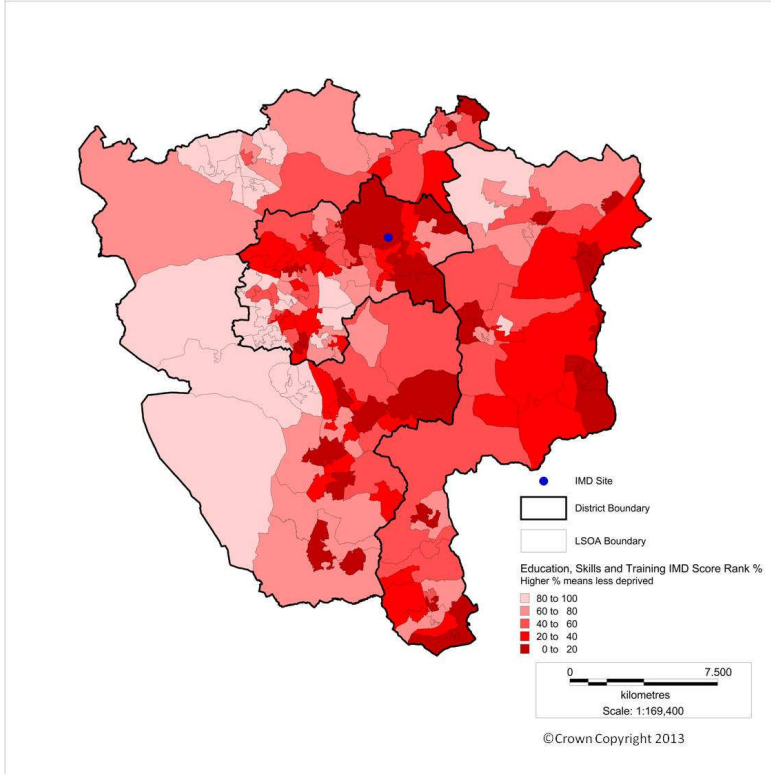 IMD Site
District Boundary
LSOA Boundary
Education, Skills and Training IMD Score Rank %
Higher % means less deprived
80 to 100
60 to 80
40 to 60
20 to 40
0 to 20
0 7.500
kilometres
Scale: 1:169,400
©Crown Copyright 2013